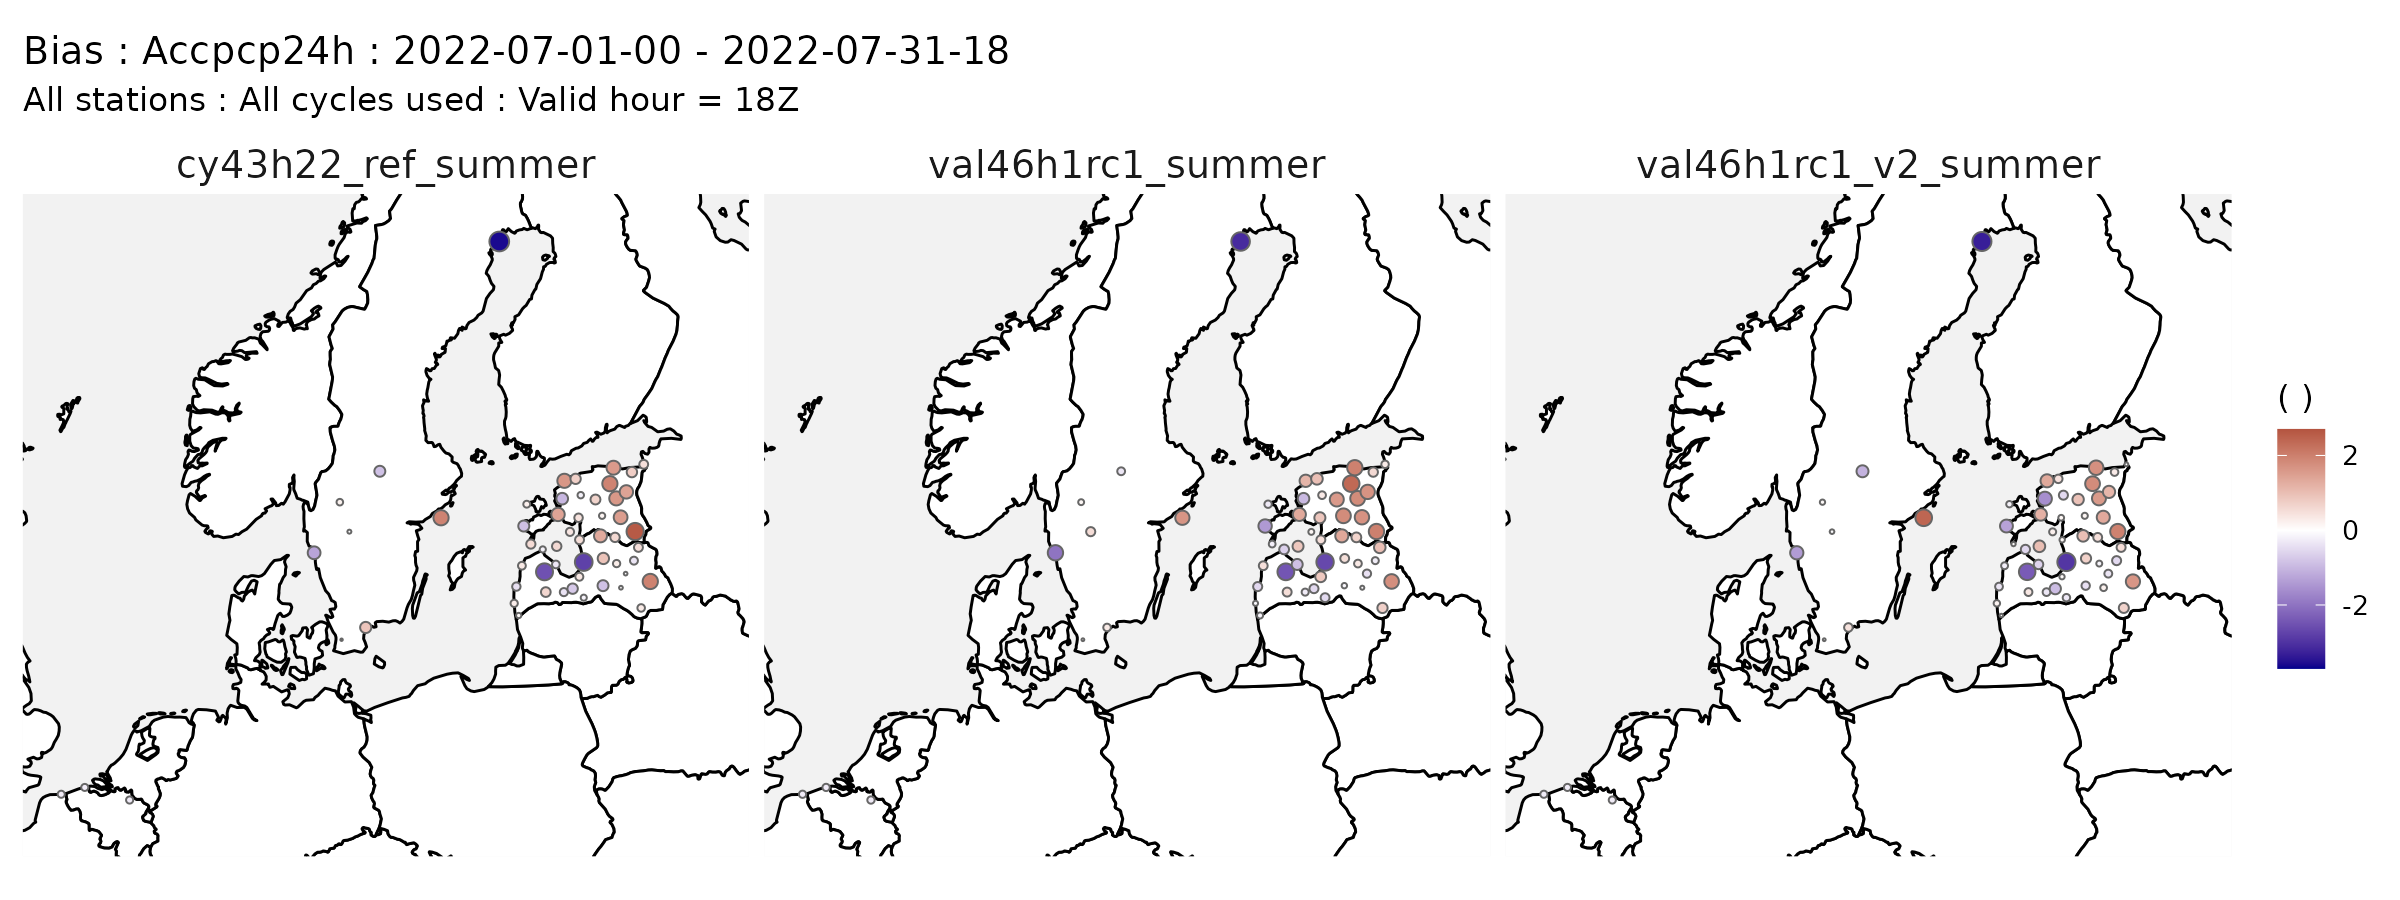 Bias : Accpcp24h : 2022-07-01-00 - 2022-07-31-18
All stations : All cycles used : Valid hour = 18Z
cy43h22_ref_summer
val46h1rc1_summer
val46h1rc1_v2_summer
( )
2
0
-2